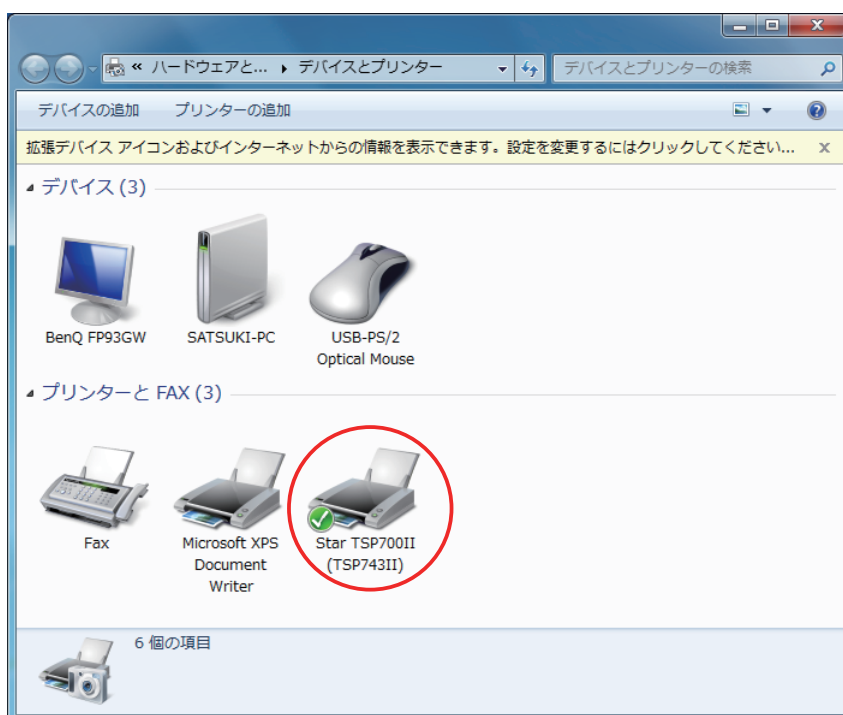 « ハードウェアと... ▸ デバイスとプリンター
デバイスとプリンターの検索
デバイスの追加 プリンターの追加
拡張デバイス アイコンおよびインターネットからの情報を表示できます。設定を変更するにはクリックしてください...
デバイス (3)
BenQ FP93GW
SATSUKI-PC
USB-PS/2
Optical Mouse
プリンターと FAX (3)
Fax
Microsoft XPS
Document
Writer
Star TSP700II
(TSP743II)
6 個の項目